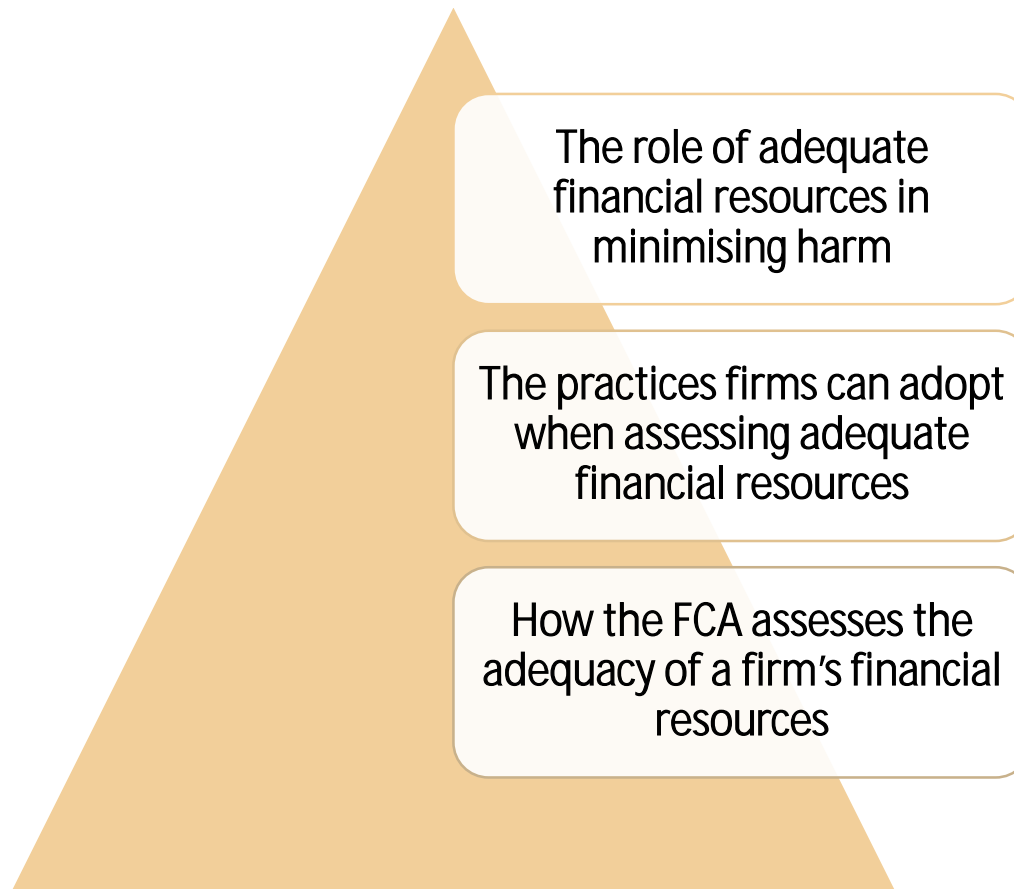 The role of adequate
financial resources in
minimising harm
The practices firms can adopt
when assessing adequate
financial resources
How the FCA assesses the
adequacy of a firm’s financial
resources